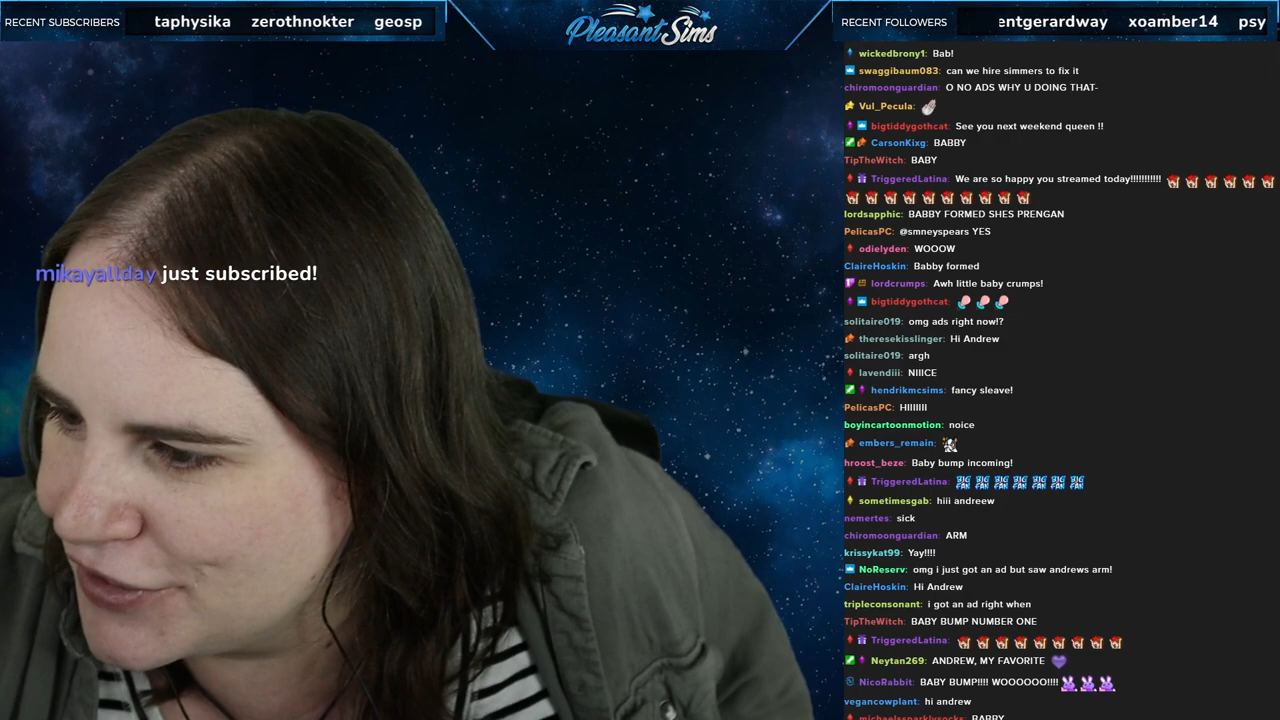 RECENT SUBSCRIBERS taphysika zerothnokter geosp
PleasantSims
RECENT FOLLOWERS entgerardway xoamber14 psy
mikayallday just subscribed!
wickedbrony1: Bab!
swaggibaum083: can we hire simmers to fix it
chiromoonguardian: O NO ADS WHY U DOING THAT-
Vul_Pecula:
bigtiddygothcat: See you next weekend queen !!
CarsonKixg: BABBY
TipTheWitch: BABY
TriggeredLatina: We are so happy you streamed today!!!!!!!!!!!
lordsapphic: BABBY FORMED SHES PRENGAN
PelicasPC: @smneyspears YES
odielyden: WOOOW
ClaireHoskin: Babby formed
lordcrumps: Awh little baby crumps!
bigtiddygothcat:
solitaire019: omg ads right now!?
theresekisslinger: Hi Andrew
solitaire019: argh
lavendiii: NIIICE
hendrikmcsims: fancy sleave!
PelicasPC: HIIIIIII
boyincartoonmotion: noice
embers_remain:
hroost_beze: Baby bump incoming!
TriggeredLatina:
sometimesgab: hiii andreew
nemertes: sick
chiromoonguardian: ARM
krissykat99: Yay!!!!
NoReserv: omg i just got an ad but saw andrews arm!
ClaireHoskin: Hi Andrew
tripleconsonant: i got an ad right when
TipTheWitch: BABY BUMP NUMBER ONE
TriggeredLatina:
Neytan269: ANDREW, MY FAVORITE
NicoRabbit: BABY BUMP!!!! WOOOOOO!!!!
vegancowplant: hi andrew
michaelssparklysocks: BABBY